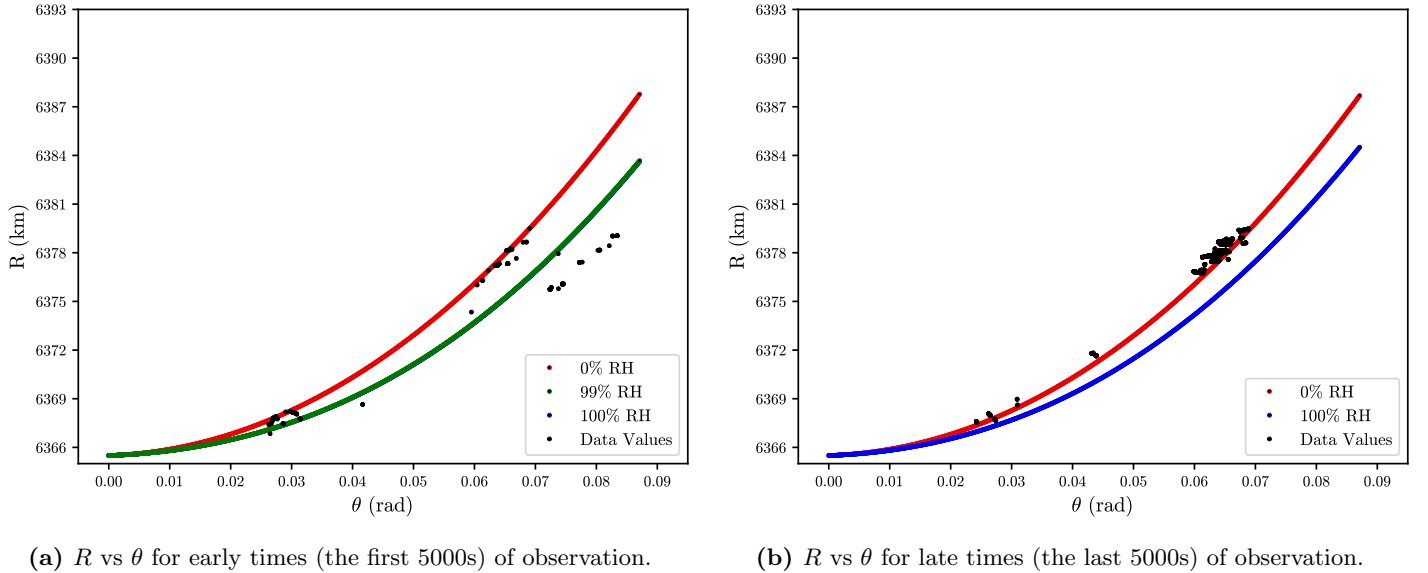 6393
6390
6387
6384
6381
6378
6375
6372
6369
6366
R (km)
0.00 0.01 0.02 0.03 0.04 0.05 0.06 0.07 0.08 0.09
θ (rad)
0% RH
99% RH
100% RH
Data Values
(a) R vs θ for early times (the first 5000s) of observation.
6393
6390
6387
6384
6381
6378
6375
6372
6369
6366
R (km)
0.00 0.01 0.02 0.03 0.04 0.05 0.06 0.07 0.08 0.09
θ (rad)
0% RH
100% RH
Data Values
(b) R vs θ for late times (the last 5000s) of observation.